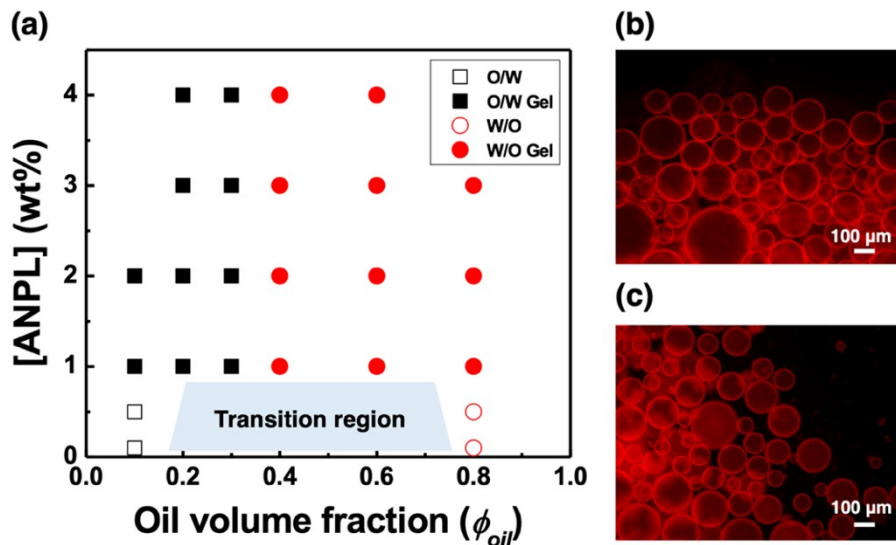 (a)
[ANPL] (wt%)
4
3
2
1
0
0.0 0.2 0.4 0.6 0.8 1.0
Oil volume fraction (ϕoil)
O/W
O/W Gel
W/O
W/O Gel
Transition region
(b)
100 μm
(c)
100 μm